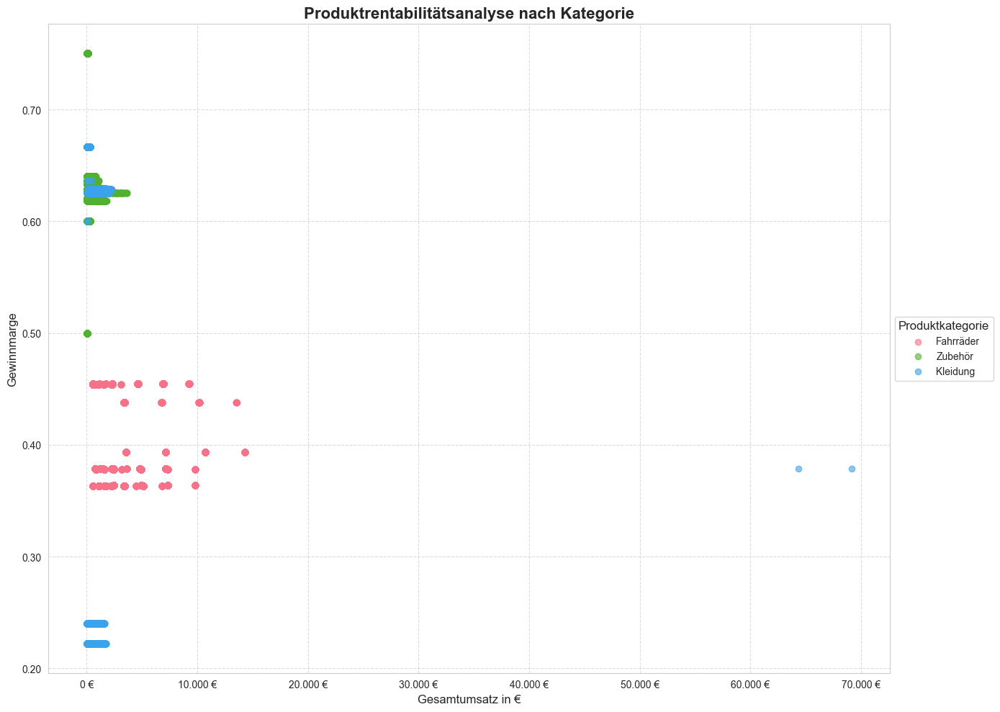 Produktrentabilitätsanalyse nach Kategorie
Gewinnmarge
0.70
0.60
0.50
0.40
0.30
0.20
0 €
10.000 €
20.000 €
30.000 €
40.000 €
50.000 €
60.000 €
70.000 €
Gesamtumsatz in €
Produktkategorie
Fahrräder
Zubehör
Kleidung